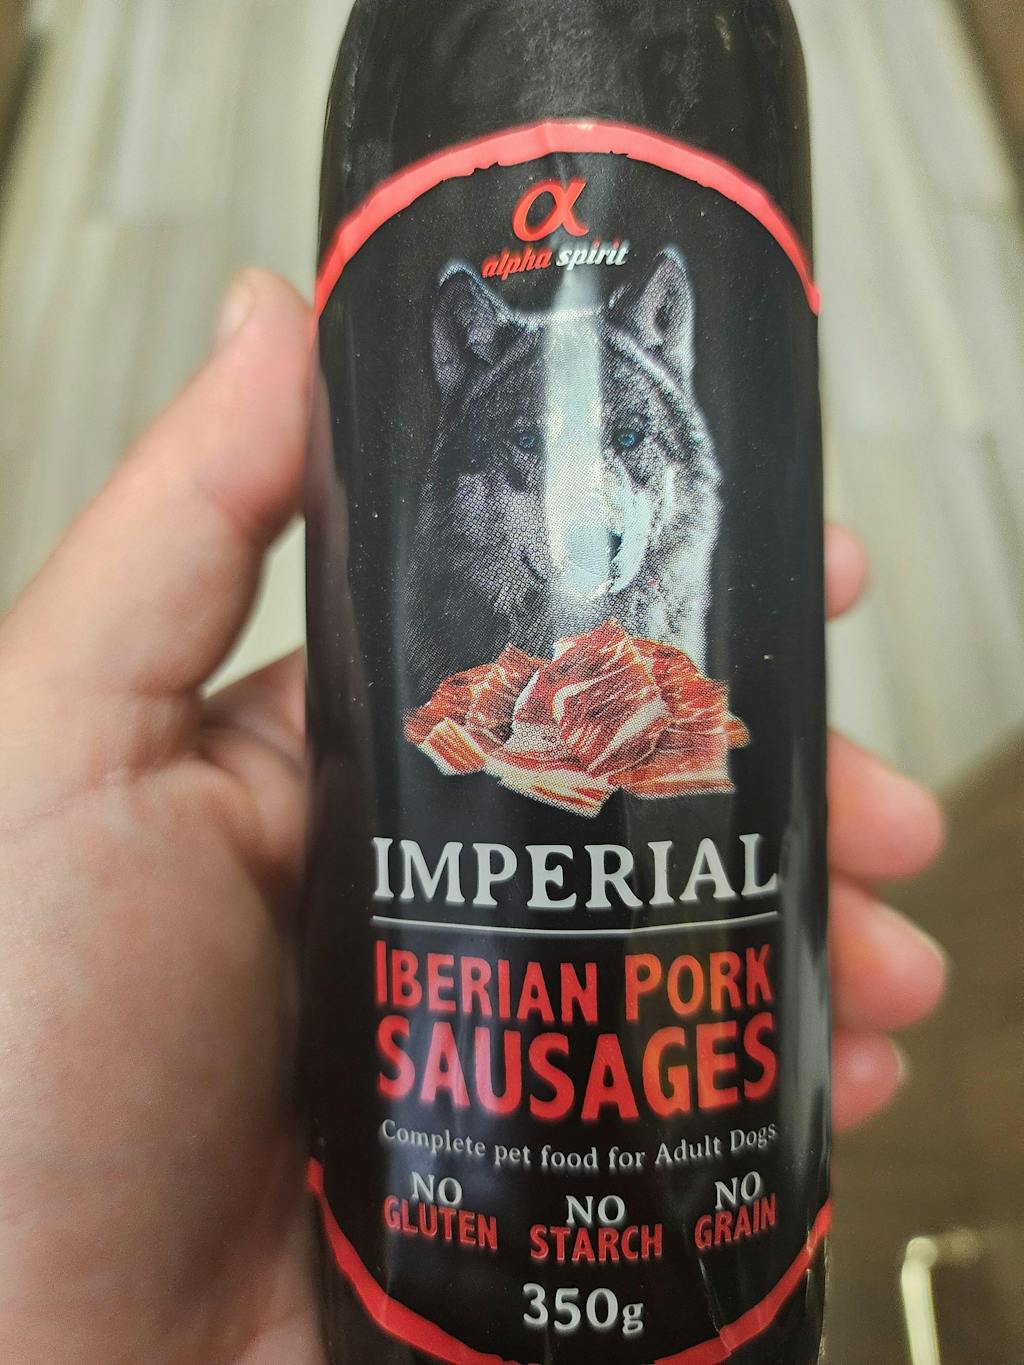 α
alpha spirit
IMPERIAL
IBERIAN PORK
SAUSAGES
Complete pet food for Adult Dogs
NO GLUTEN
NO STARCH
NO GRAIN
350g